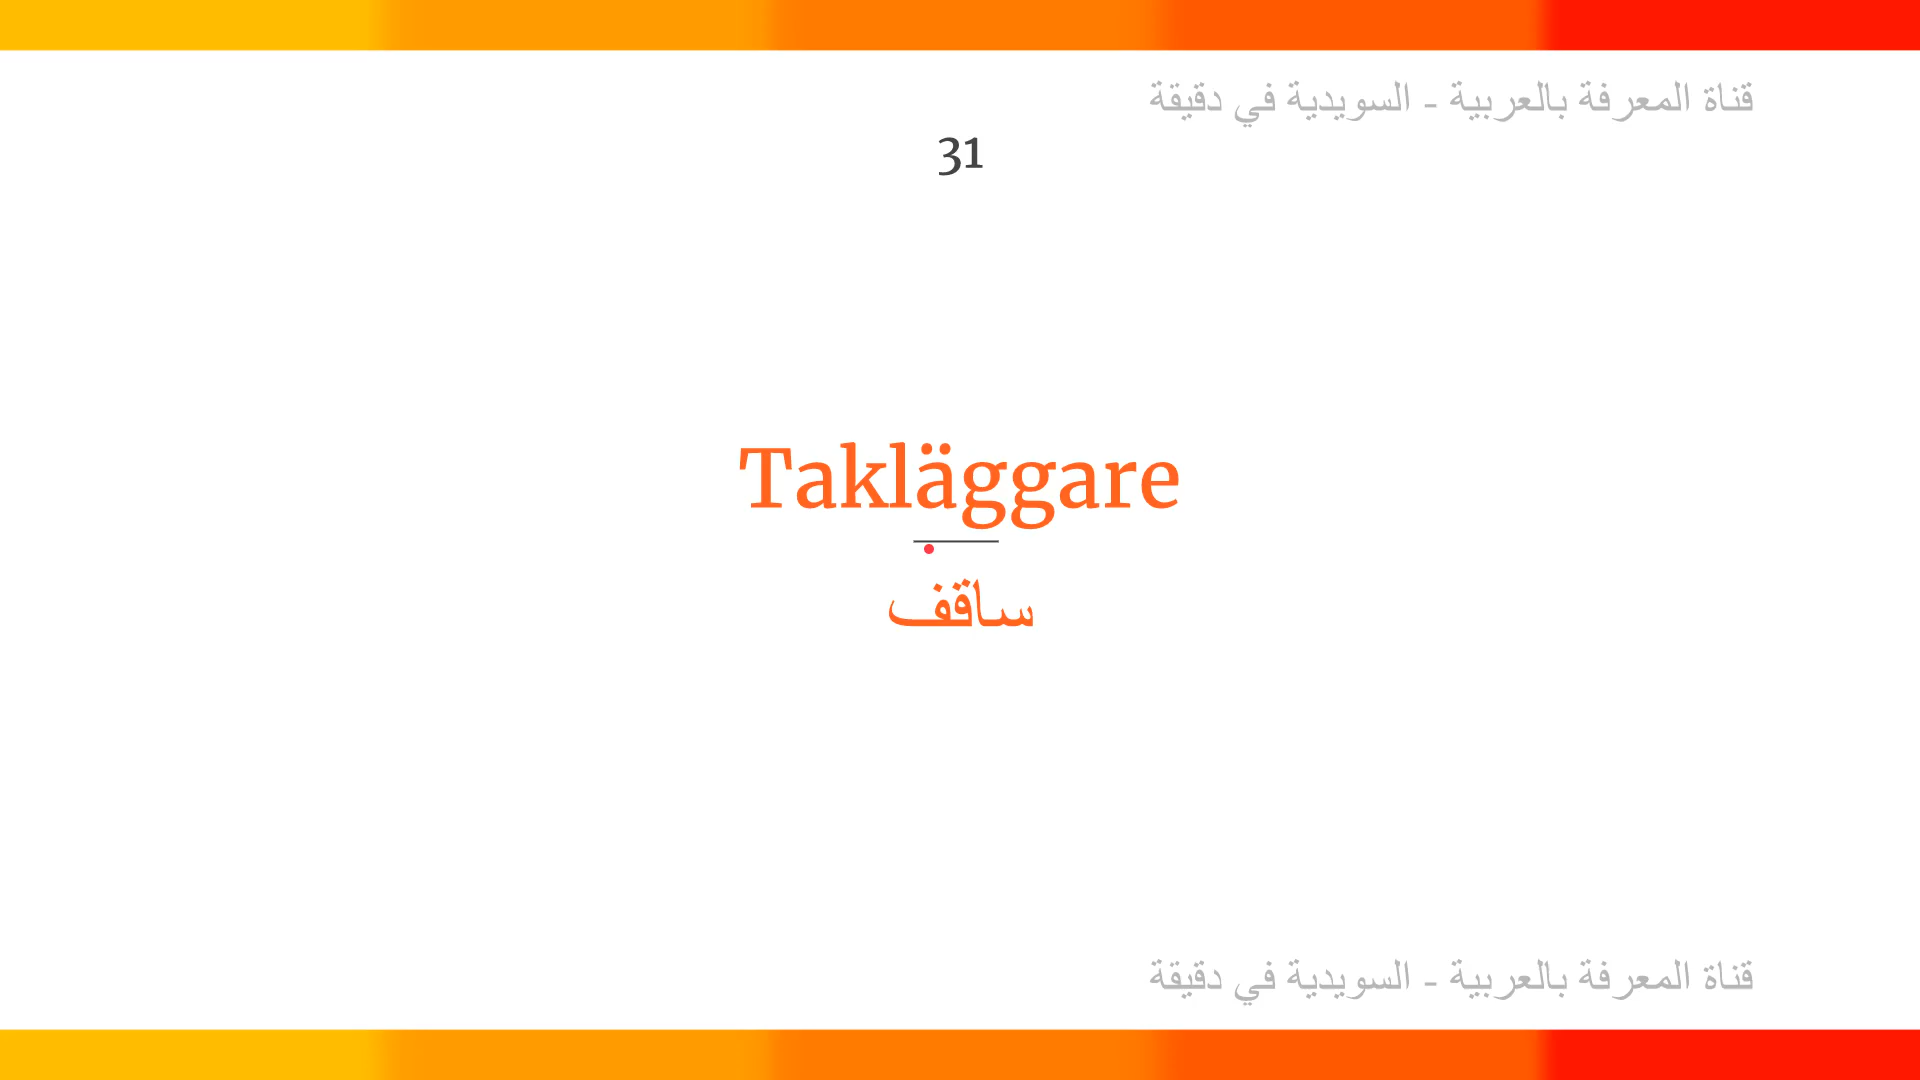 قناة المعرفة بالعربية - السويدية في دقيقة
31
Takläggare
ساقف
قناة المعرفة بالعربية - السويدية في دقيقة